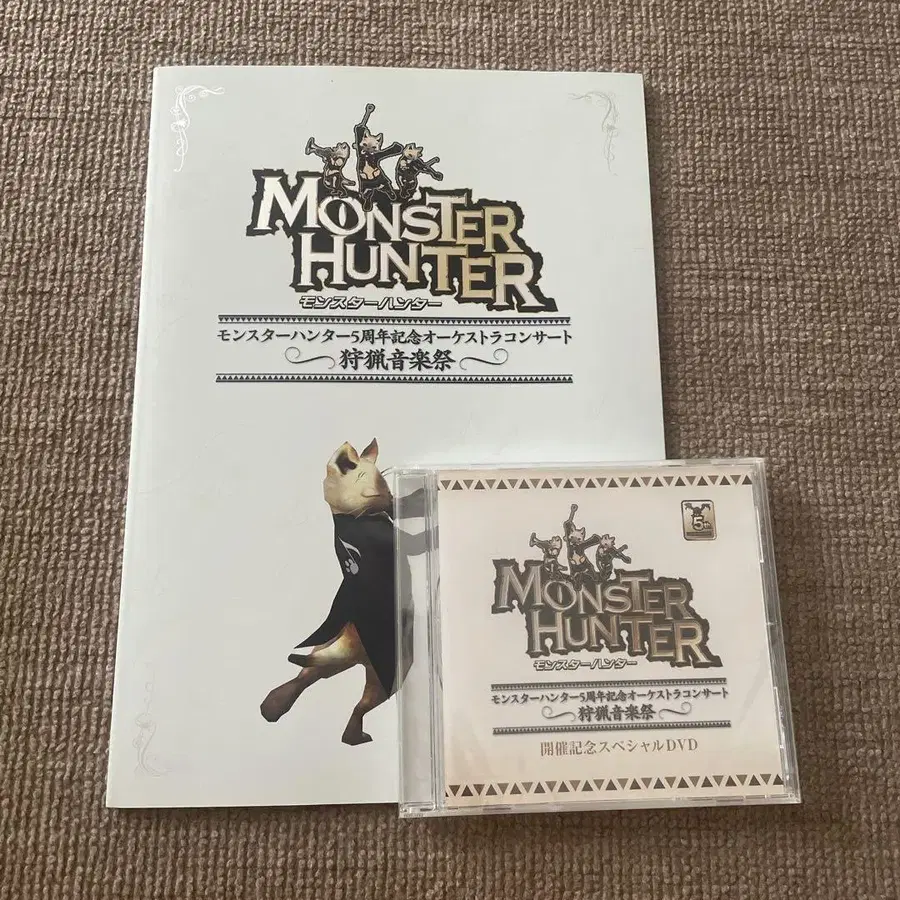 MONSTER
HUNTER
モンスターハンター
モンスターハンター5周年記念オーケストラコンサート
狩猟音楽祭
5th
MONSTER
HUNTER
モンスターハンター
モンスターハンター5周年記念オーケストラコンサート
狩猟音楽祭
開催記念スペシャルDVD